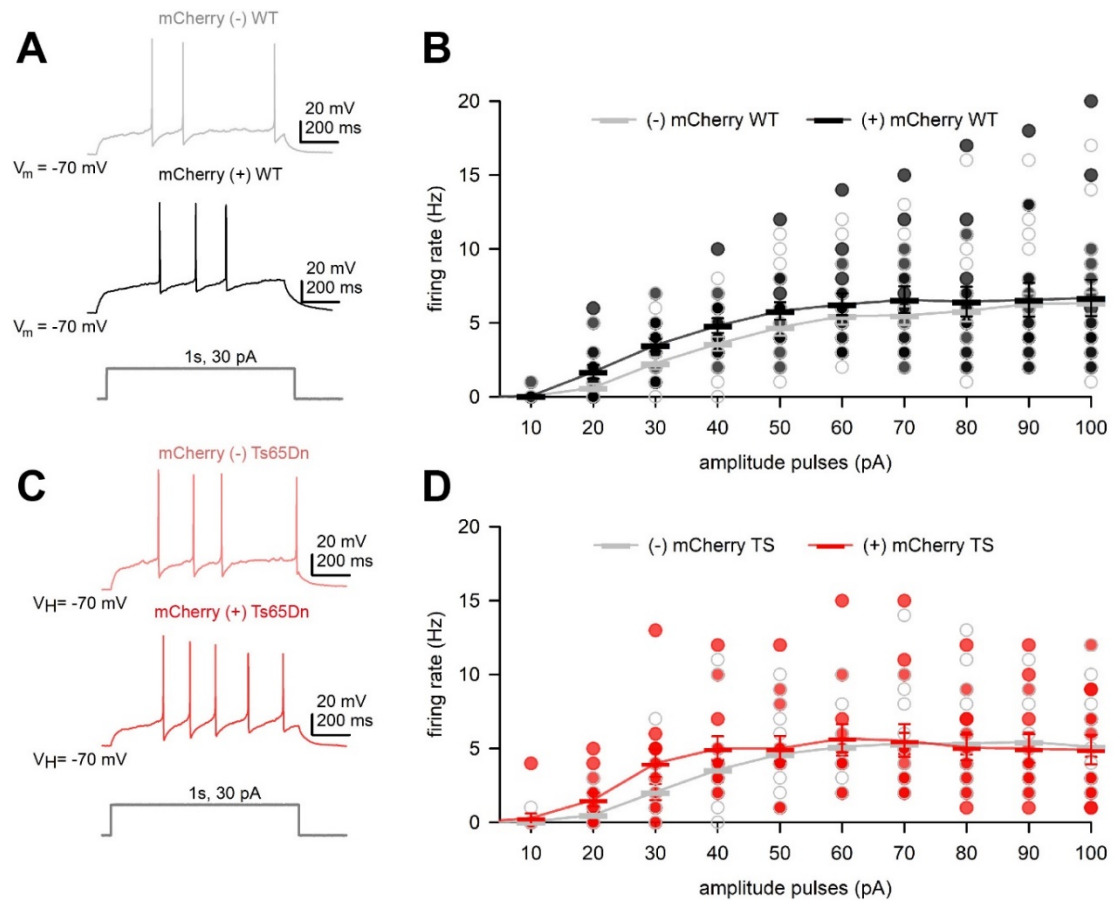 A
mCherry (-) WT
20 mV
200 ms
Vm = -70 mV
mCherry (+) WT
20 mV
200 ms
Vm = -70 mV
1s, 30 pA
B
20
15
10
5
0
firing rate (Hz)
(-) mCherry WT
(+) mCherry WT
10 20 30 40 50 60 70 80 90 100
amplitude pulses (pA)
C
mCherry (-) Ts65Dn
20 mV
200 ms
VH= -70 mV
mCherry (+) Ts65Dn
20 mV
200 ms
VH= -70 mV
1s, 30 pA
D
20
15
10
5
0
firing rate (Hz)
(-) mCherry TS
(+) mCherry TS
10 20 30 40 50 60 70 80 90 100
amplitude pulses (pA)